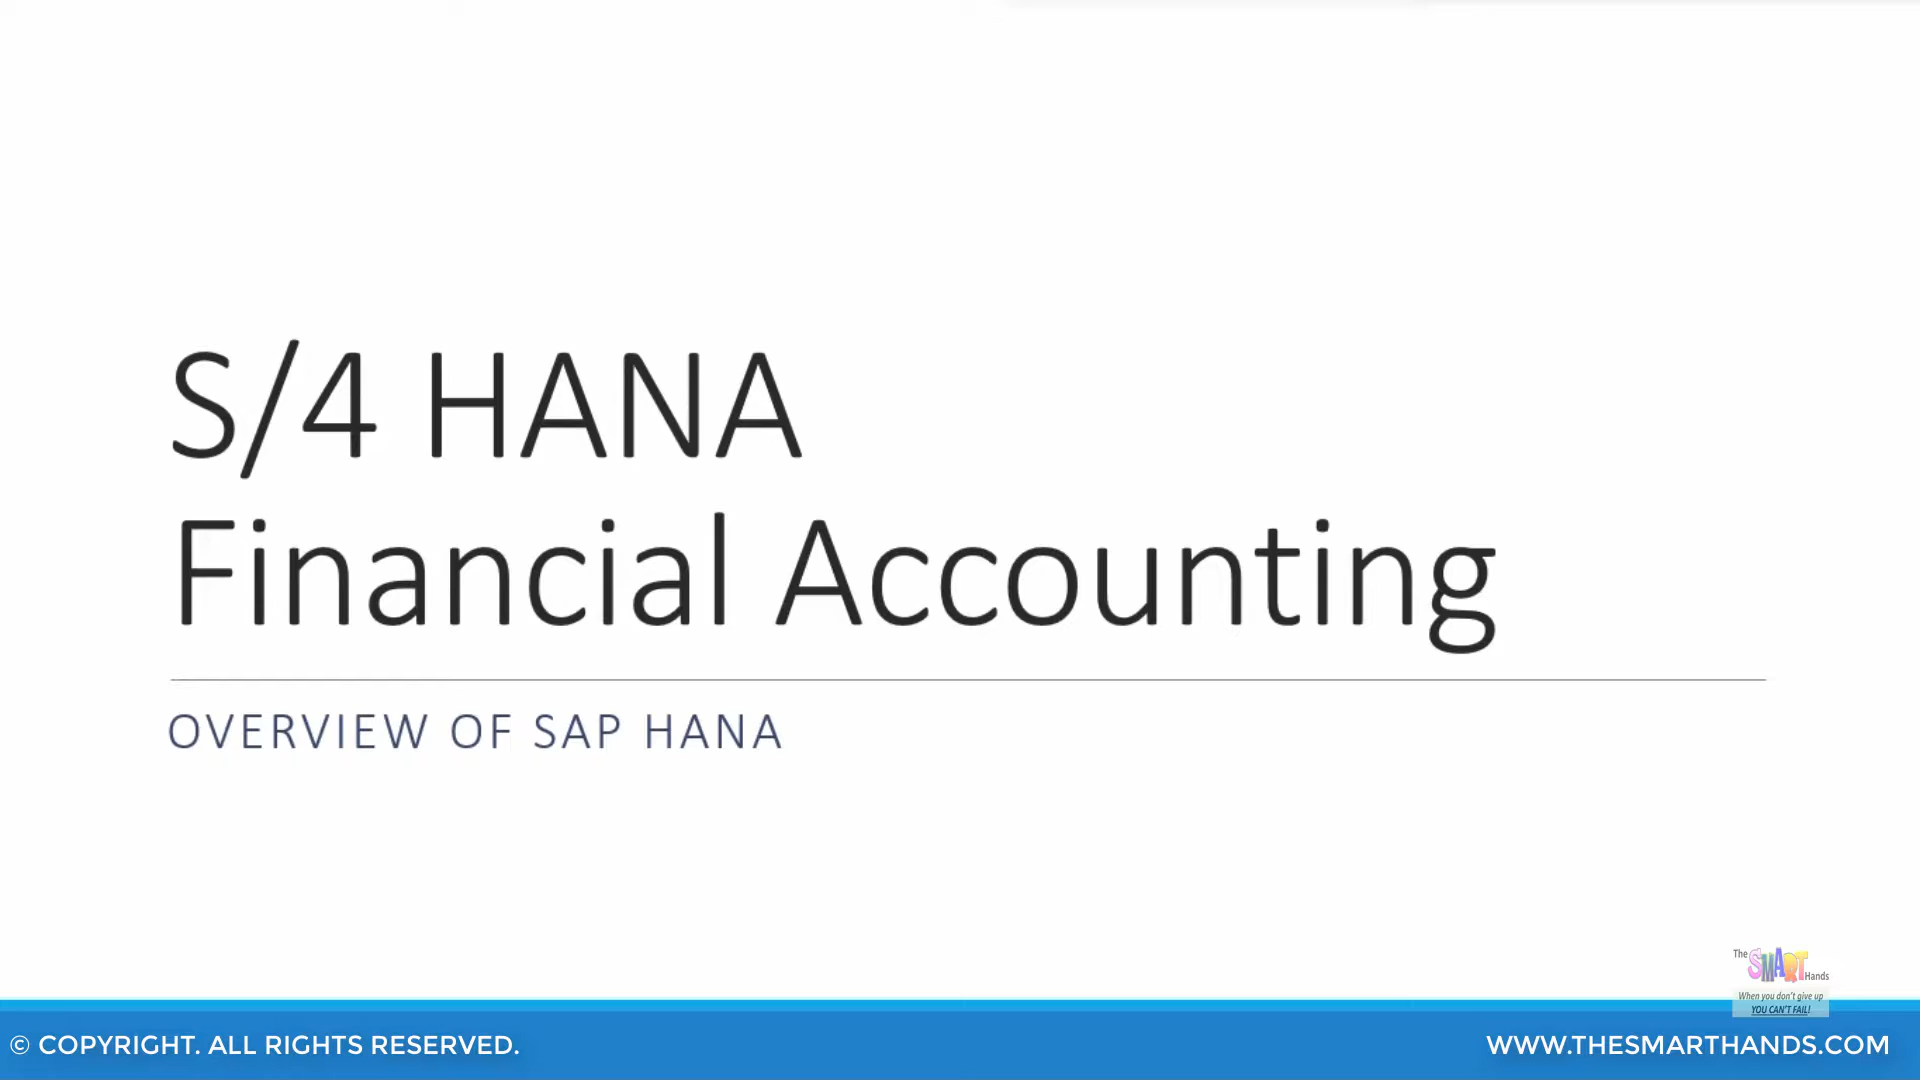 S/4 HANA
Financial Accounting
OVERVIEW OF SAP HANA
The SMART Hands
When you don't give up
YOU CAN'T FAIL!
© COPYRIGHT. ALL RIGHTS RESERVED.
WWW.THESMARTHANDS.COM